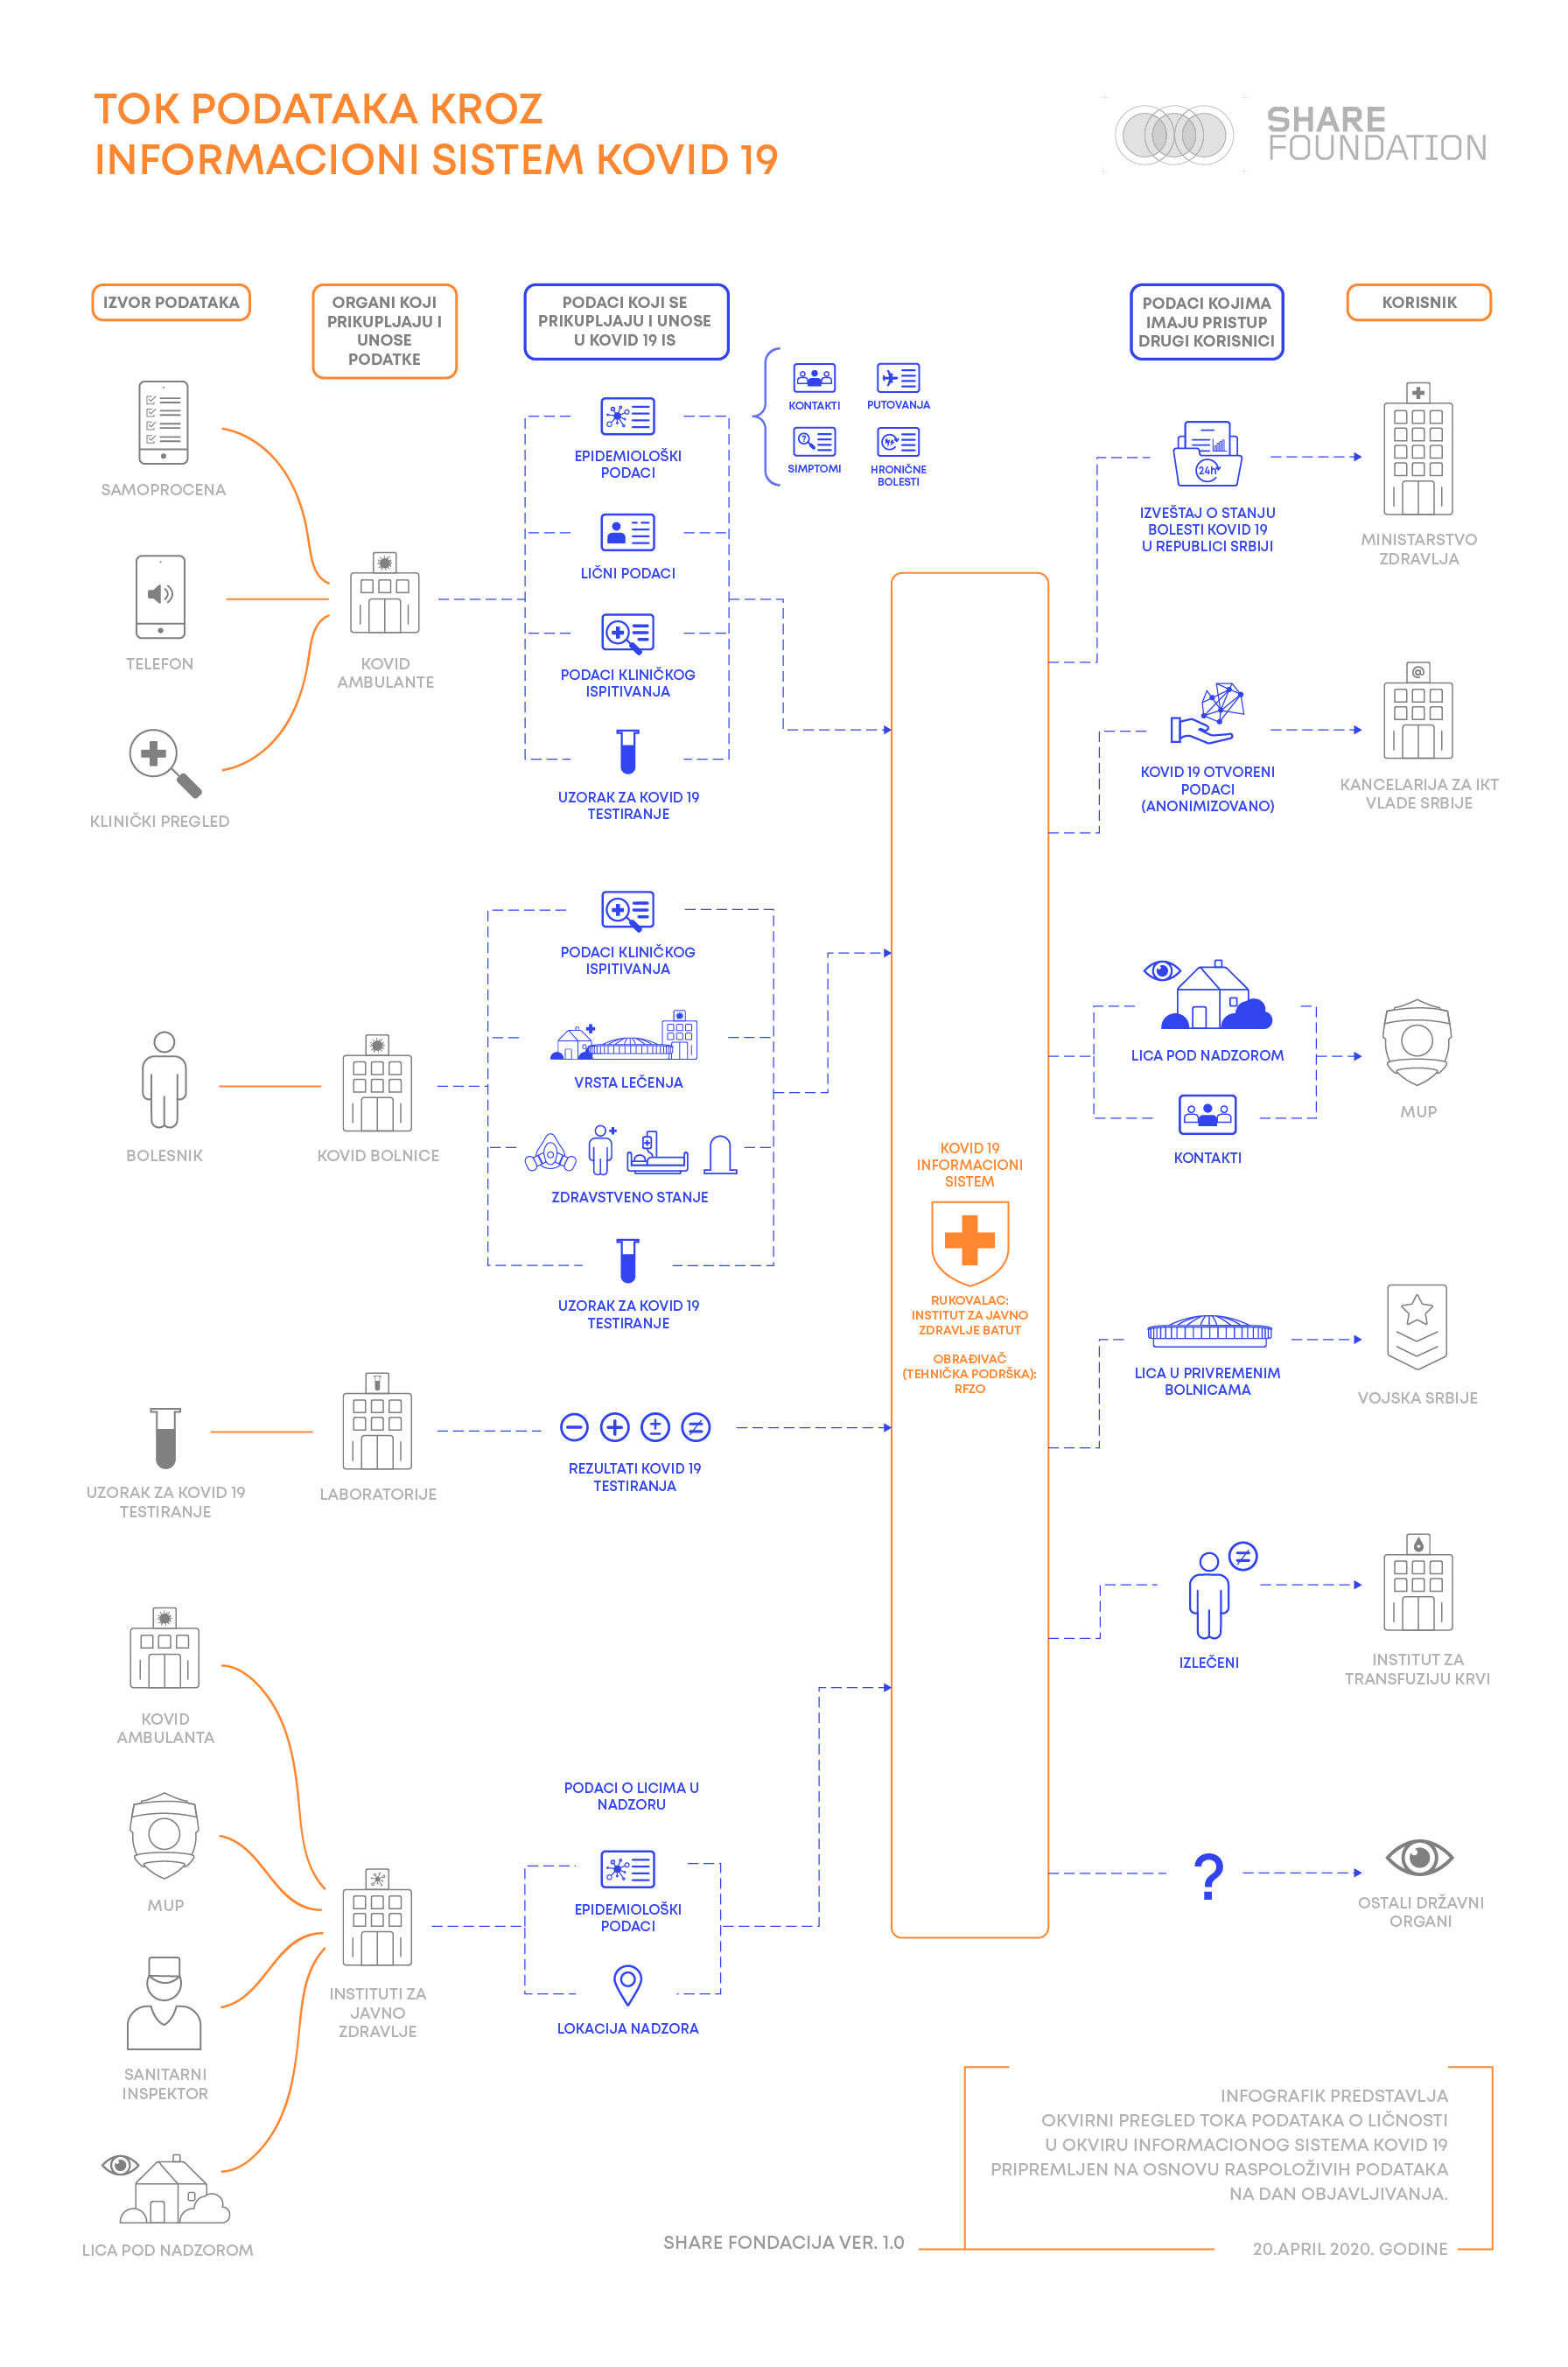 TOK PODATAKA KROZ
INFORMACIONI SISTEM KOVID 19
SHARE
FOUNDATION
IZVOR PODATAKA
ORGANI KOJI
PRIKUPLJAJU I
UNOSE
PODATKE
PODACI KOJI SE
PRIKUPLJAJU I UNOSE
U KOVID 19 IS
PODACI KOJIMA
IMAJU PRISTUP
DRUGI KORISNICI
KORISNIK
SAMOPROCENA
TELEFON
KLINIČKI PREGLED
KOVID
AMBULANTE
EPIDEMIOLOŠKI
PODACI
KONTAKTI
PUTOVANJA
SIMPTOMI
HRONIČNE
BOLESTI
LIČNI PODACI
PODACI KLINIČKOG
ISPITIVANJA
UZORAK ZA KOVID 19
TESTIRANJE
BOLESNIK
KOVID BOLNICE
PODACI KLINIČKOG
ISPITIVANJA
VRSTA LEČENJA
ZDRAVSTVENO STANJE
UZORAK ZA KOVID 19
TESTIRANJE
UZORAK ZA KOVID 19
TESTIRANJE
LABORATORIJE
REZULTATI KOVID 19
TESTIRANJA
KOVID
AMBULANTA
MUP
SANITARNI
INSPEKTOR
LICA POD NADZOROM
INSTITUTI ZA
JAVNO
ZDRAVLJE
PODACI O LICIMA U
NADZORU
EPIDEMIOLOŠKI
PODACI
LOKACIJA NADZORA
KOVID 19
INFORMACIONI
SISTEM
RUKOVALAC:
INSTITUT ZA JAVNO
ZDRAVLJE BATUT
OBRAĐIVAČ
(TEHNIČKA PODRŠKA):
RFZO
24h
IZVEŠTAJ O STANJU
BOLESTI KOVID 19
U REPUBLICI SRBIJI
MINISTARSTVO
ZDRAVLJA
KOVID 19 OTVORENI
PODACI
(ANONIMIZOVANO)
@
KANCELARIJA ZA IKT
VLADE SRBIJE
LICA POD NADZOROM
KONTAKTI
MUP
LICA U PRIVREMENIM
BOLNICAMA
VOJSKA SRBIJE
IZLEČENI
INSTITUT ZA
TRANSFUZIJU KRVI
?
OSTALI DRŽAVNI
ORGANI
INFOGRAFIK PREDSTAVLJA
OKVIRNI PREGLED TOKA PODATAKA O LIČNOSTI
U OKVIRU INFORMACIONOG SISTEMA KOVID 19
PRIPREMLJEN NA OSNOVU RASPOLOŽIVIH PODATAKA
NA DAN OBJAVLJIVANJA.
SHARE FONDACIJA VER. 1.0
20.APRIL 2020. GODINE